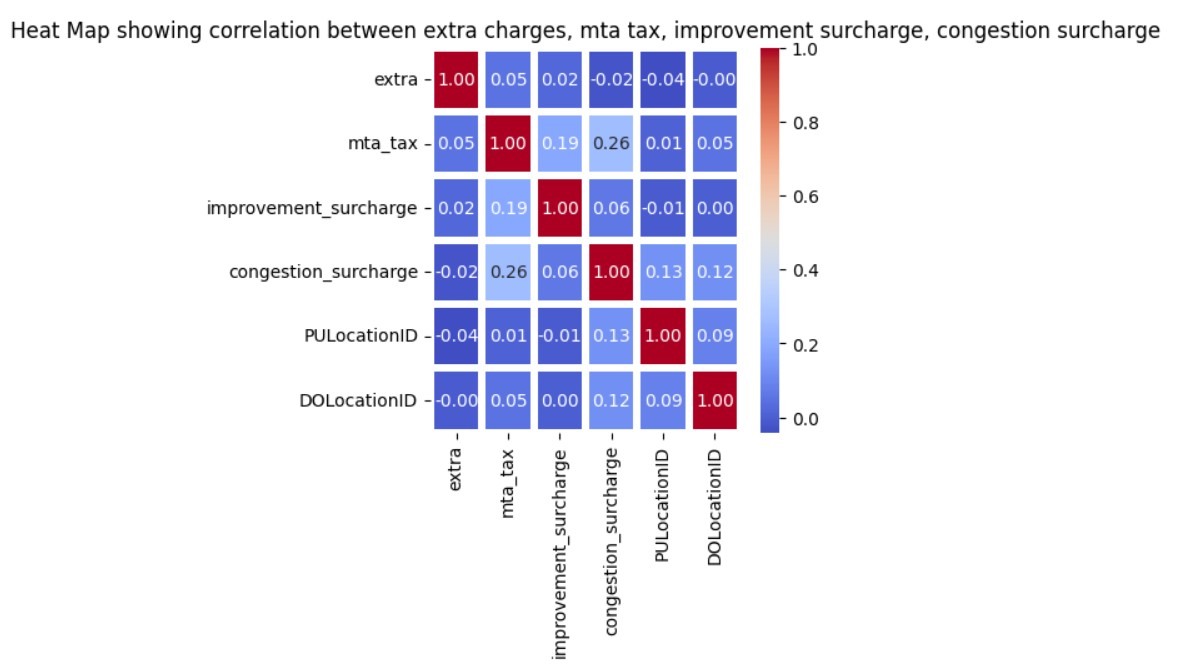 Heat Map showing correlation between extra charges, mta tax, improvement surcharge, congestion surcharge
extra 1.00 0.05 0.02 -0.02 -0.04 -0.00
mta_tax 0.05 1.00 0.19 0.26 0.01 0.05
improvement_surcharge 0.02 0.19 1.00 0.06 -0.01 0.00
congestion_surcharge -0.02 0.26 0.06 1.00 0.13 0.12
PULocationID -0.04 0.01 -0.01 0.13 1.00 0.09
DOLocationID -0.00 0.05 0.00 0.12 0.09 1.00
extra
mta_tax
improvement_surcharge
congestion_surcharge
PULocationID
DOLocationID
1.0
0.8
0.6
0.4
0.2
0.0